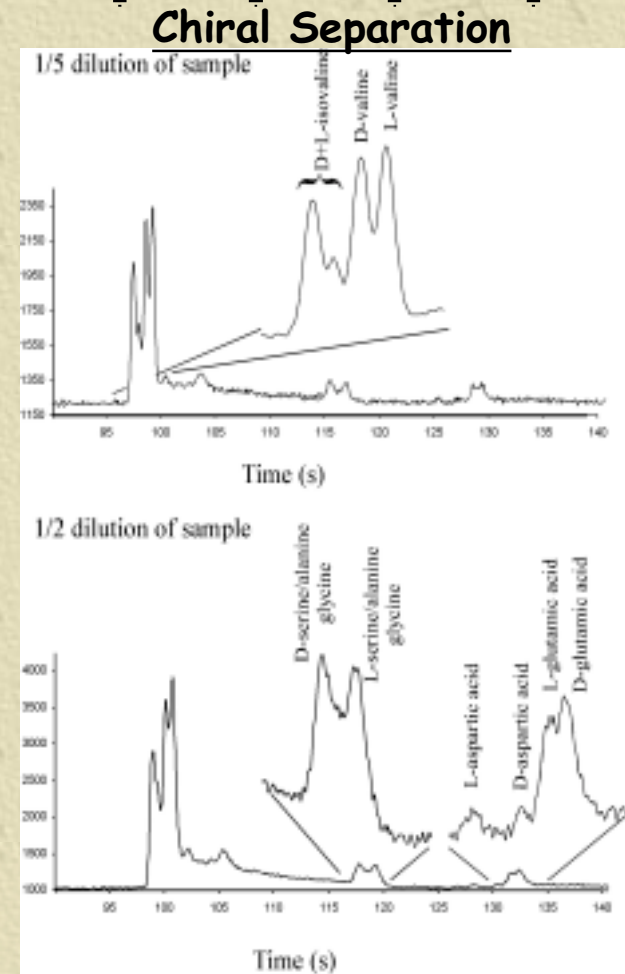 Chiral Separation
1/5 dilution of sample
D+L-isovaline
D-valine
L-valine
2350
2150
1950
1750
1550
1350
1150
95 100 105 110 115 120 125 130 135 140
Time (s)
1/2 dilution of sample
D-serine/alanine
glycine
L-serine/alanine
glycine
L-aspartic acid
D-aspartic acid
L-glutamic acid
D-glutamic acid
4000
3500
3000
2500
2000
1500
1000
95 100 105 110 115 120 125 130 135 140
Time (s)